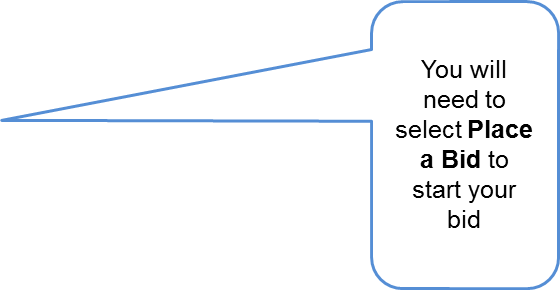 You will
need to
select Place
a Bid to
start your
bid